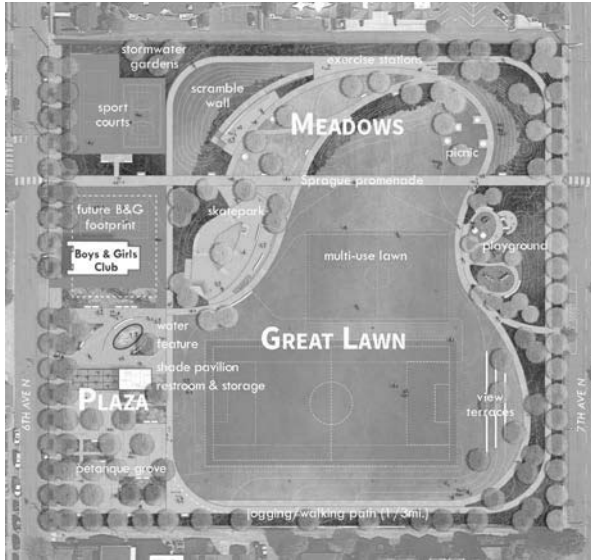 stormwater
gardens
exercise stations
scramble
wall
sport
courts
MEADOWS
picnic
Sprague promenade
future B&G
footprint
skatepark
Boys & Girls
Club
multi-use lawn
playground
water
feature
GREAT LAWN
shade pavilion
restroom & storage
PLAZA
view
terraces
6TH AVE N
7TH AVE N
petanque grove
jogging/walking path (1/3mi.)